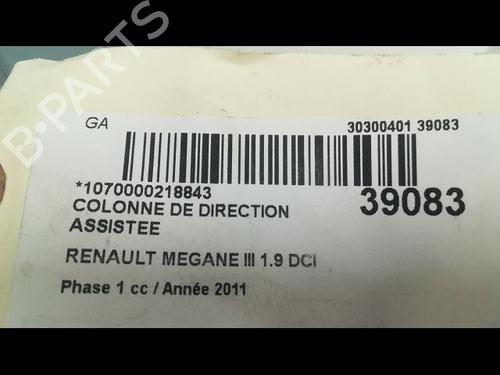 GA
30300401 39083
*1070000218843
39083
COLONNE DE DIRECTION
ASSISTEE
RENAULT MEGANE III 1.9 DCI
Phase 1 cc / Année 2011
B-PARTS